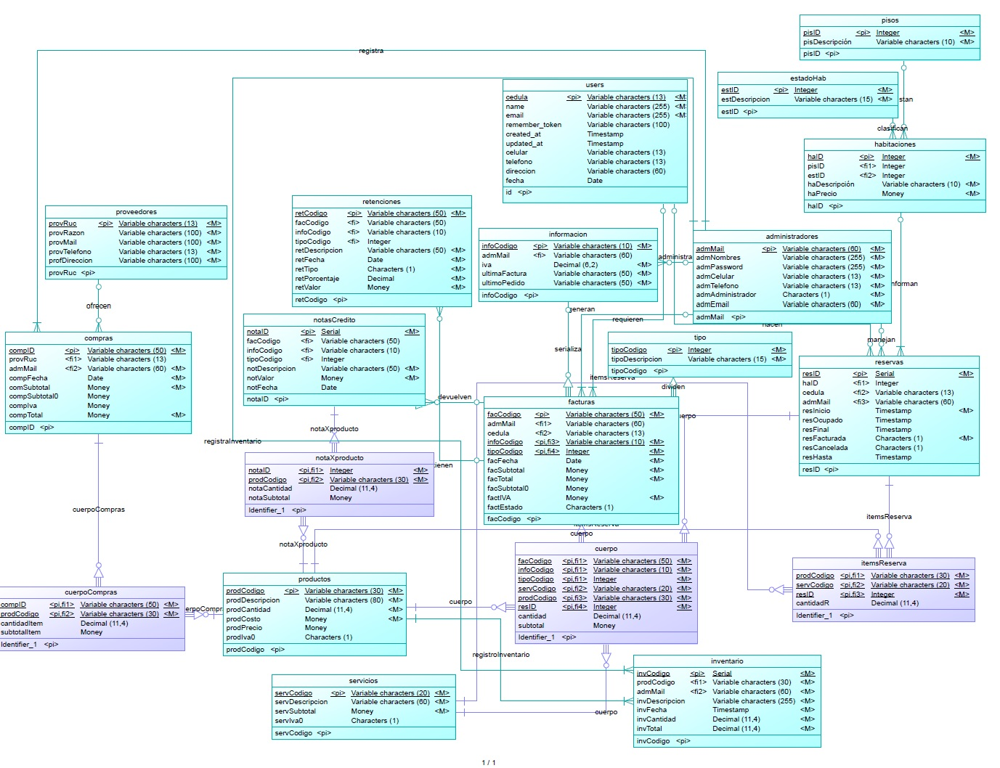 pisos
pisID <pi> Integer <M>
pisDescripción Variable characters (10) <M>
pisID <pi>
registra
estadoHab
estID <pi> Integer <M>
estDescripcion Variable characters (15) <M>
estID <pi>
stan
clasifican
users
cedula <pi> Variable characters (13) <M
name Variable characters (255) <M
email Variable characters (255) <M
remember_token Variable characters (100)
created_at Timestamp
updated_at Timestamp
celular Variable characters (13)
telefono Variable characters (13)
direccion Variable characters (60)
fecha Date
id <pi>
habitaciones
haID <pi> Integer <M>
pisID <fi1> Integer
estID <fi2> Integer
haDescripción Variable characters (10) <M>
haPrecio Money <M>
haID <pi>
proveedores
provRuc <pi> Variable characters (13) <M>
provRazon Variable characters (100) <M>
provMail Variable characters (100) <M>
provTelefono Variable characters (13) <M>
profDireccion Variable characters (100) <M>
provRuc <pi>
retenciones
retCodigo <pi> Variable characters (50) <M>
facCodigo <fi> Variable characters (50)
infoCodigo <fi> Variable characters (10)
tipoCodigo <fi> Integer
retDescripcion Variable characters (50) <M>
retFecha Date <M>
retTipo Characters (1) <M>
retPorcentaje Decimal <M>
retValor Money <M>
retCodigo <pi>
informacion
infoCodigo <pi> Variable characters (10) <M>
admMail <fi> Variable characters (60)
iva Decimal (6,2) <M>
ultimaFactura Variable characters (50) <M>
ultimoPedido Variable characters (50) <M>
infoCodigo <pi>
administra
administradores
admMail <pi> Variable characters (60) <M>
admNombres Variable characters (255) <M>
admPassword Variable characters (255) <M>
admCelular Variable characters (13) <M>
admTelefono Variable characters (13) <M>
admAdministrador Characters (1) <M>
admEmail Variable characters (60) <M>
admMail <pi>
nforman
ofrecen
generan
requieren
hacen
manejan
serializa
itemsReserva
dividen
notasCredito
notaID <pi> Serial <M>
facCodigo <fi> Variable characters (50)
infoCodigo <fi> Variable characters (10)
tipoCodigo <fi> Integer
notDescripcion Variable characters (50) <M>
notValor Money <M>
notFecha Date
notaID <pi>
devuelven
compras
compID <pi> Variable characters (50) <M>
provRuc <fi1> Variable characters (13)
admMail <fi2> Variable characters (60) <M>
compFecha Date <M>
comSubtotal Money <M>
compSubtotal0 Money
compIva Money
compTotal Money <M>
compID <pi>
tipo
tipoCodigo <pi> Integer <M>
tipoDescripcion Variable characters (15) <M>
tipoCodigo <pi>
reservas
resID <pi> Serial <M>
haID <fi1> Integer
cedula <fi2> Variable characters (13)
admMail <fi3> Variable characters (60)
resInicio Timestamp <M>
resOcupado Timestamp
resFinal Timestamp
resFacturada Characters (1) <M>
resCancelada Characters (1)
resHasta Timestamp
resID <pi>
facturas
facCodigo <pi> Variable characters (50) <M>
admMail <fi1> Variable characters (60)
cedula <fi2> Variable characters (13)
infoCodigo <pi,fi3> Variable characters (10) <M>
tipoCodigo <pi,fi4> Integer <M>
facFecha Date <M>
facSubtotal Money <M>
facTotal Money <M>
facSubtotal0 Money
factIVA Money <M>
factEstado Characters (1)
facCodigo <pi>
uerpo
notaXproducto
registraInventario
ienen
notaXproducto
notaID <pi,fi1> Integer <M>
prodCodigo <pi,fi2> Variable characters (30) <M>
notaCantidad Decimal (11,4)
notaSubtotal Money
Identifier_1 <pi>
cuerpoCompras
notaXproducto
itemsReserva
cuerpo
itemsReserva
cuerpo
facCodigo <pi,fi1> Variable characters (50) <M>
infoCodigo <pi,fi1> Variable characters (10) <M>
tipoCodigo <pi,fi1> Integer <M>
servCodigo <pi,fi2> Variable characters (20) <M>
prodCodigo <pi,fi3> Variable characters (30) <M>
resID <pi,fi4> Integer <M>
cantidad Decimal (11,4)
subtotal Money
Identifier_1 <pi>
itemsReserva
prodCodigo <pi,fi1> Variable characters (30) <M>
servCodigo <pi,fi2> Variable characters (20) <M>
resID <pi,fi3> Integer <M>
cantidadR Decimal (11,4)
Identifier_1 <pi>
cuerpoCompras
compID <pi,fi1> Variable characters (50) <M>
prodCodigo <pi,fi2> Variable characters (30) <M>
cantidadItem Decimal (11,4)
subtotalItem Money
Identifier_1 <pi>
erpoCompr
productos
prodCodigo <pi> Variable characters (30) <M>
prodDescripcion Variable characters (80) <M>
prodCantidad Decimal (11,4) <M>
prodCosto Money <M>
prodPrecio Money
prodIva0 Characters (1)
prodCodigo <pi>
cuerpo
registroInventario
servicios
servCodigo <pi> Variable characters (20) <M>
servDescripcion Variable characters (60) <M>
servSubtotal Money <M>
servIva0 Characters (1)
servCodigo <pi>
cuerpo
inventario
invCodigo <pi> Serial <M>
prodCodigo <fi1> Variable characters (30) <M>
admMail <fi2> Variable characters (60) <M>
invDescripcion Variable characters (255) <M>
invFecha Timestamp <M>
invCantidad Decimal (11,4) <M>
invTotal Decimal (11,4) <M>
invCodigo <pi>
1 / 1